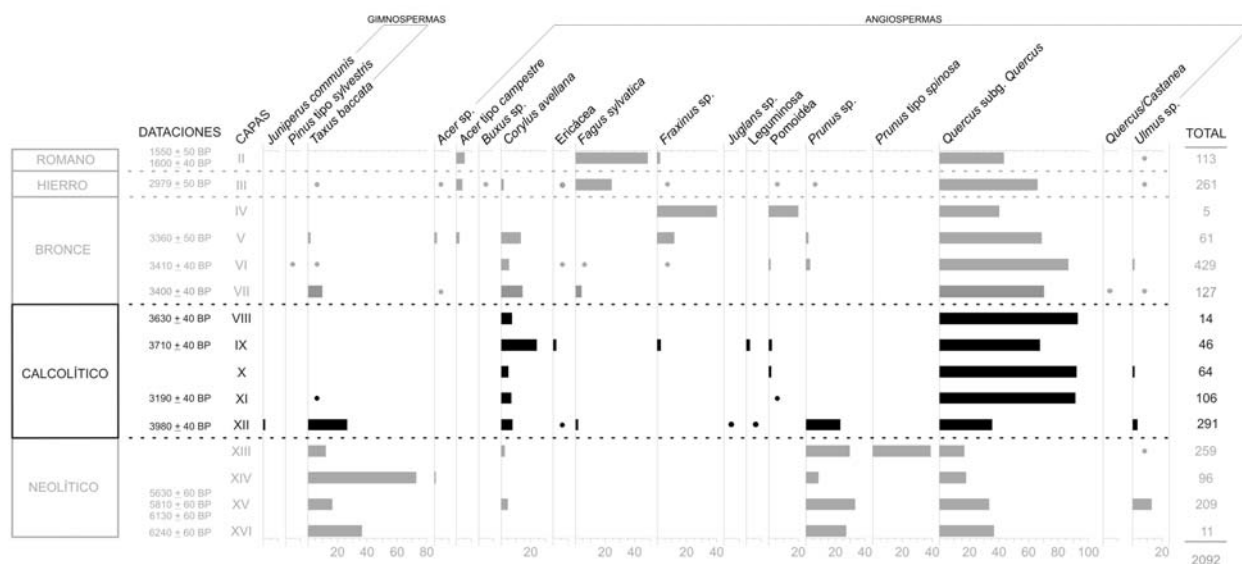 GIMNOSPERMAS
ANGIOSPERMAS
DATACIONES
CAPAS
Juniperus communis
Pinus tipo sylvestris
Taxus baccata
Acer sp.
Acer tipo campestre
Buxus sp.
Corylus avellana
Ericácea
Fagus sylvatica
Fraxinus sp.
Juglans sp.
Leguminosa
Pomoidéa
Prunus sp.
Prunus tipo spinosa
Quercus subg. Quercus
Quercus/Castanea
Ulmus sp.
TOTAL
ROMANO
1550 ± 50 BP
1600 ± 40 BP
II
113
HIERRO
2979 ± 50 BP
III
261
BRONCE
IV
5
3360 ± 50 BP
V
61
3410 ± 40 BP
VI
429
3400 ± 40 BP
VII
127
CALCOLÍTICO
3630 ± 40 BP
VIII
14
3710 ± 40 BP
IX
46
X
64
3190 ± 40 BP
XI
106
3980 ± 40 BP
XII
291
NEOLÍTICO
XIII
259
XIV
96
5630 ± 60 BP
5810 ± 60 BP
6130 ± 60 BP
XV
209
6240 ± 60 BP
XVI
11
20 40 60 80 20 20 40 20 40 20 20 40 20 40 20 40 60 80 100 20
2092